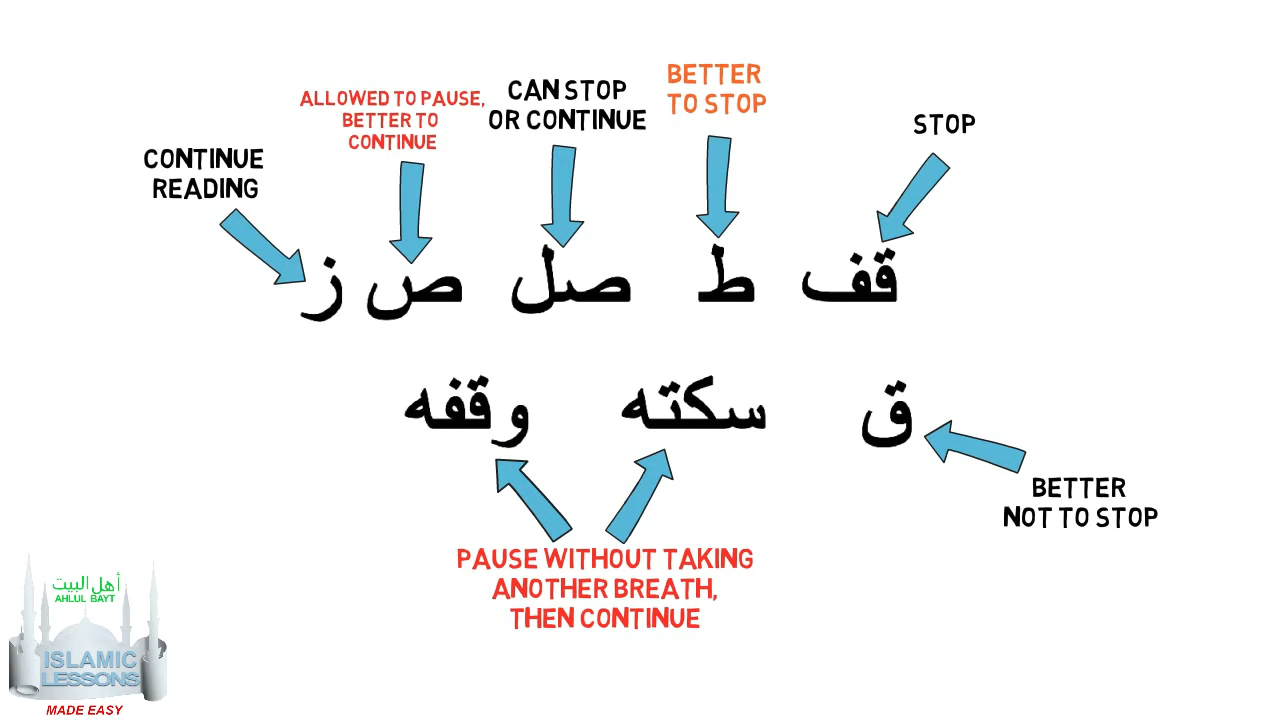 BETTER
TO STOP
CAN STOP
OR CONTINUE
ALLOWED TO PAUSE,
BETTER TO
CONTINUE
STOP
CONTINUE
READING
قف ط صل ص ز
ق سكته وقفه
BETTER
NOT TO STOP
PAUSE WITHOUT TAKING
ANOTHER BREATH,
THEN CONTINUE
أهل البيت
AHLUL BAYT
ISLAMIC
LESSONS
MADE EASY